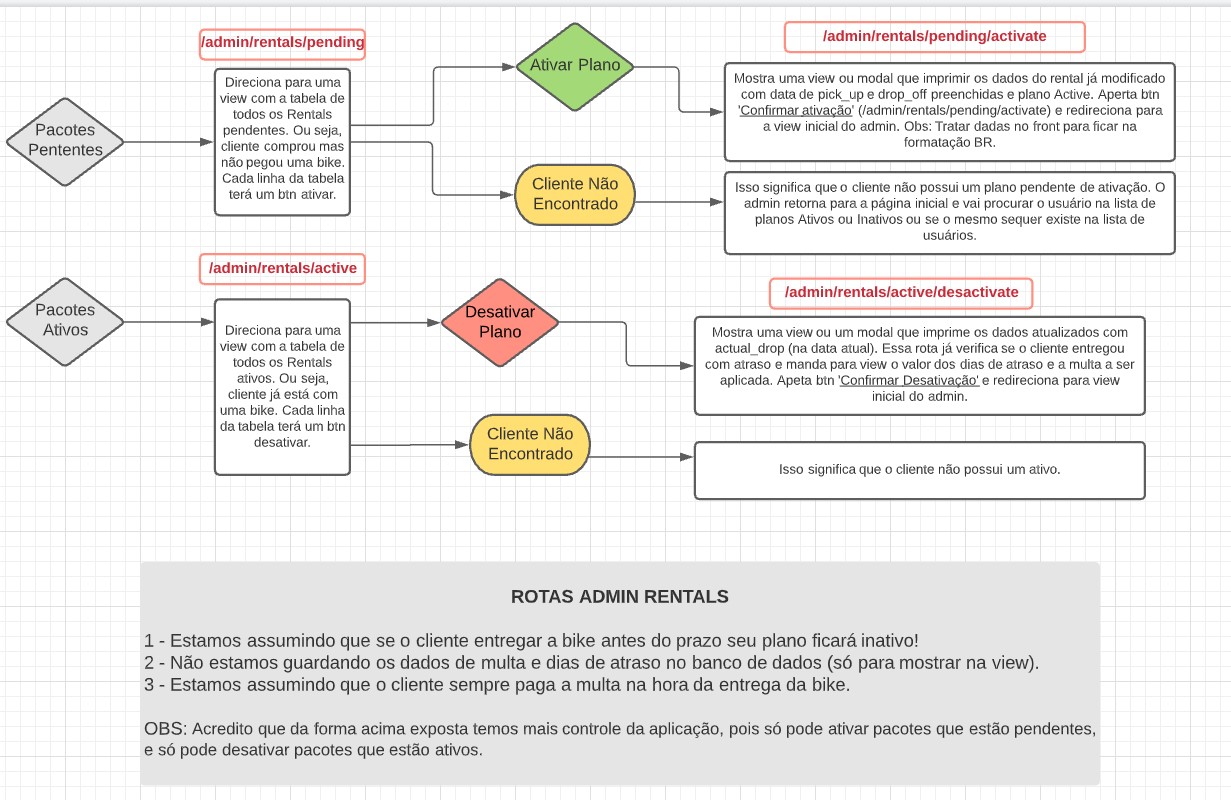 /admin/rentals/pending
Pacotes
Pententes
Direciona para uma
view com a tabela de
todos os Rentals
pendentes. Ou seja,
cliente comprou mas
não pegou uma bike.
Cada linha da tabela
terá um btn ativar.
Ativar Plano
/admin/rentals/pending/activate
Mostra uma view ou modal que imprimir os dados do rental já modificado
com data de pick_up e drop_off preenchidas e plano Active. Aperta btn
'Confirmar ativação' (/admin/rentals/pending/activate) e redireciona para
a view inicial do admin. Obs: Tratar dadas no front para ficar na
formatação BR.
Cliente Não
Encontrado
Isso significa que o cliente não possui um plano pendente de ativação. O
admin retorna para a página inicial e vai procurar o usuário na lista de
planos Ativos ou Inativos ou se o mesmo sequer existe na lista de
usuários.
/admin/rentals/active
Pacotes
Ativos
Direciona para uma
view com a tabela de
todos os Rentals
ativos. Ou seja,
cliente já está com
uma bike. Cada linha
da tabela terá um btn
desativar.
Desativar
Plano
/admin/rentals/active/desactivate
Mostra uma view ou um modal que imprime os dados atualizados com
actual_drop (na data atual). Essa rota já verifica se o cliente entregou
com atraso e manda para view o valor dos dias de atraso e a multa a ser
aplicada. Apeta btn 'Confirmar Desativação' e redireciona para view
inicial do admin.
Cliente Não
Encontrado
Isso significa que o cliente não possui um ativo.
ROTAS ADMIN RENTALS
1 - Estamos assumindo que se o cliente entregar a bike antes do prazo seu plano ficará inativo!
2 - Não estamos guardando os dados de multa e dias de atraso no banco de dados (só para mostrar na view).
3 - Estamos assumindo que o cliente sempre paga a multa na hora da entrega da bike.
OBS: Acredito que da forma acima exposta temos mais controle da aplicação, pois só pode ativar pacotes que estão pendentes,
e só pode desativar pacotes que estão ativos.